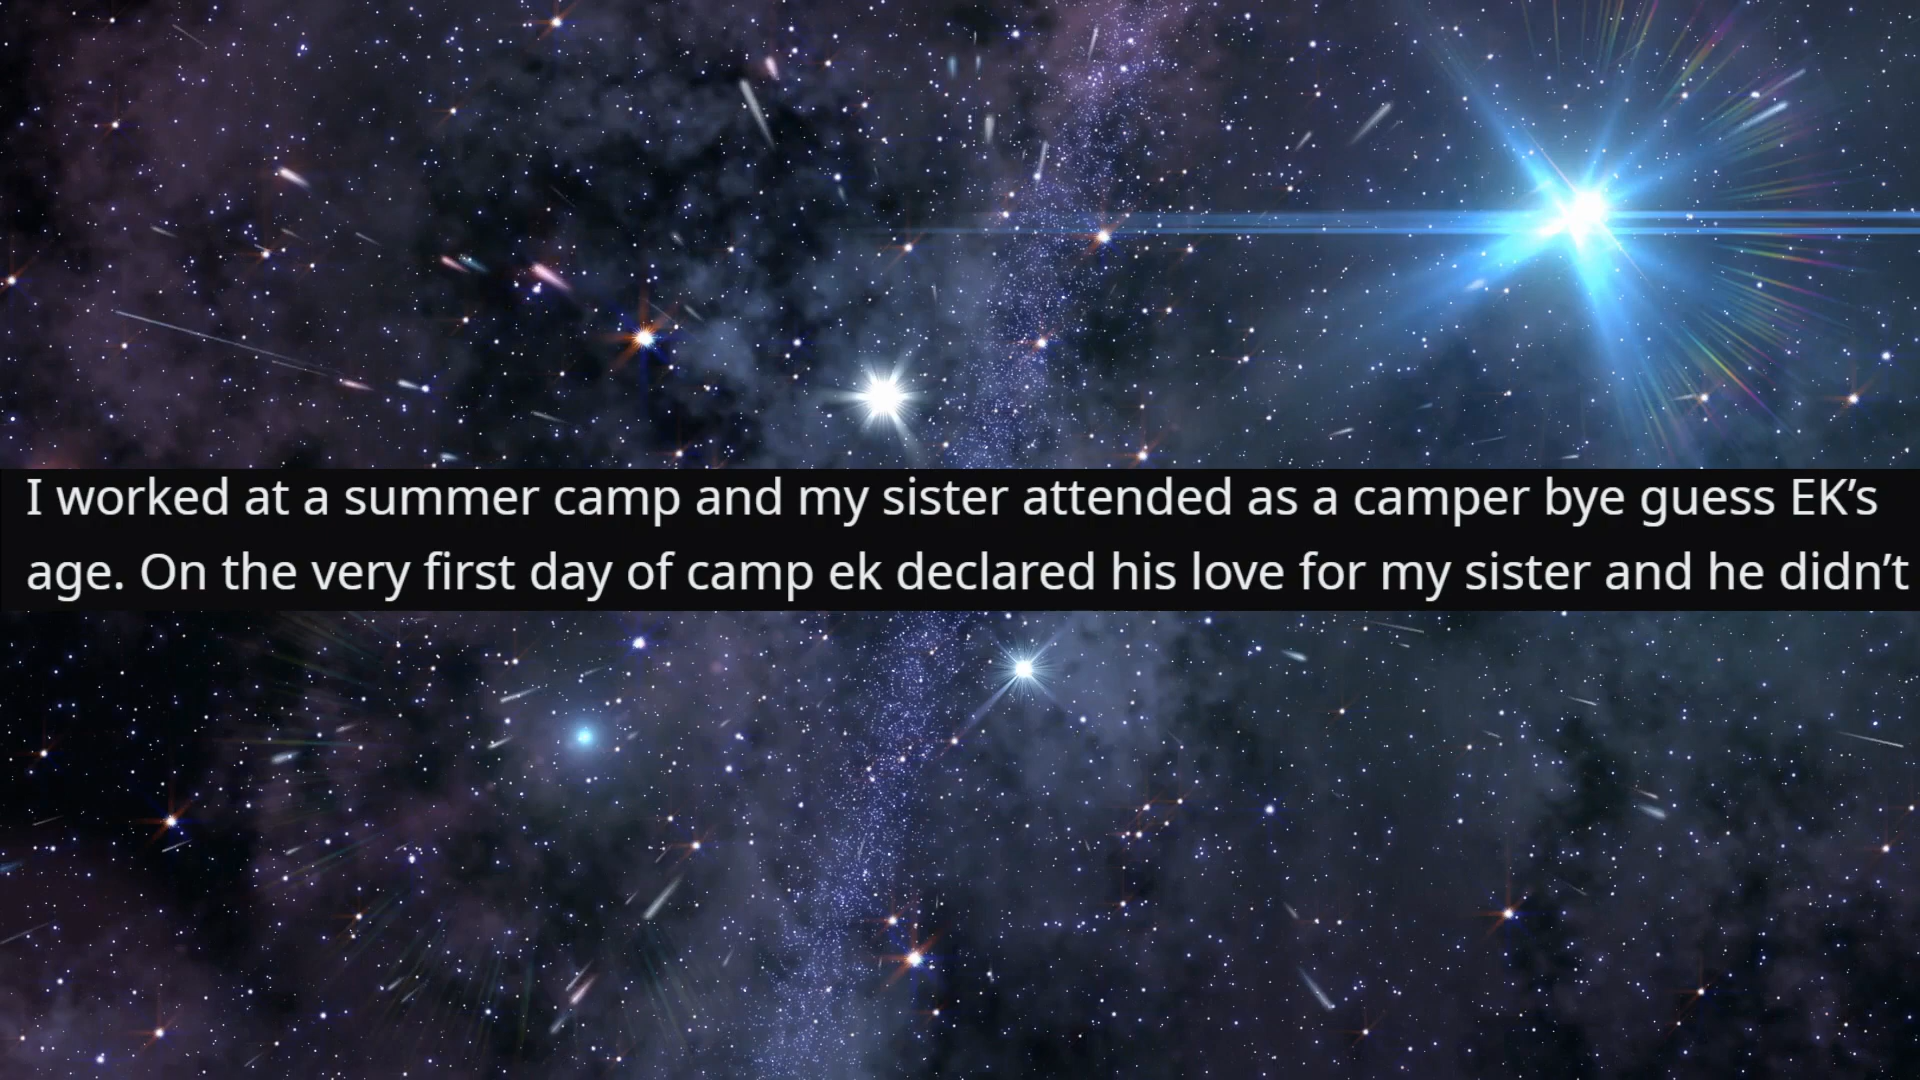 I worked at a summer camp and my sister attended as a camper bye guess EK’s
age. On the very first day of camp ek declared his love for my sister and he didn’t